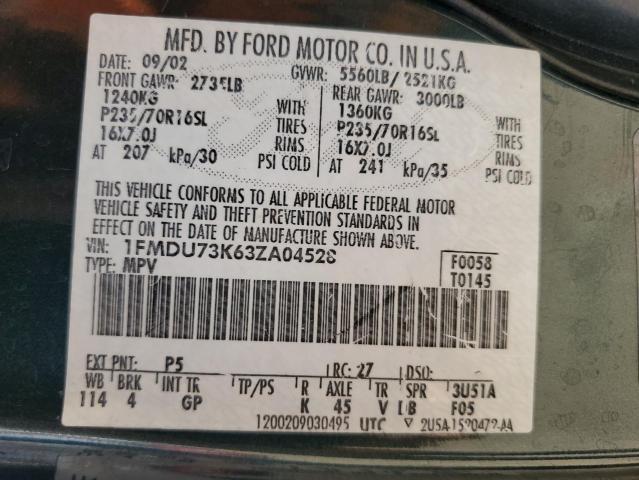 MFD. BY FORD MOTOR CO. IN U.S.A.
DATE: 09/02 GVWR: 5560LB/ 2521KG
FRONT GAWR: 2735LB REAR GAWR: 3000LB
1240KG WITH 1360KG WITH
P235/70R16SL TIRES P235/70R16SL TIRES
16X7.0J RIMS 16X7.0J RIMS
AT 207 kPa/30 PSI COLD AT 241 kPa/35 PSI COLD
THIS VEHICLE CONFORMS TO ALL APPLICABLE FEDERAL MOTOR
VEHICLE SAFETY AND THEFT PREVENTION STANDARDS IN
EFFECT ON THE DATE OF MANUFACTURE SHOWN ABOVE.
VIN: 1FMDU73K63ZA04528 F0058
TYPE: MPV T0145
EXT PNT: P5 RC: 27 DSO:
WB BRK INT TR TP/PS R AXLE TR SPR 3U51A
114 4 GP K 45 V B F05
1200209030495 UTC